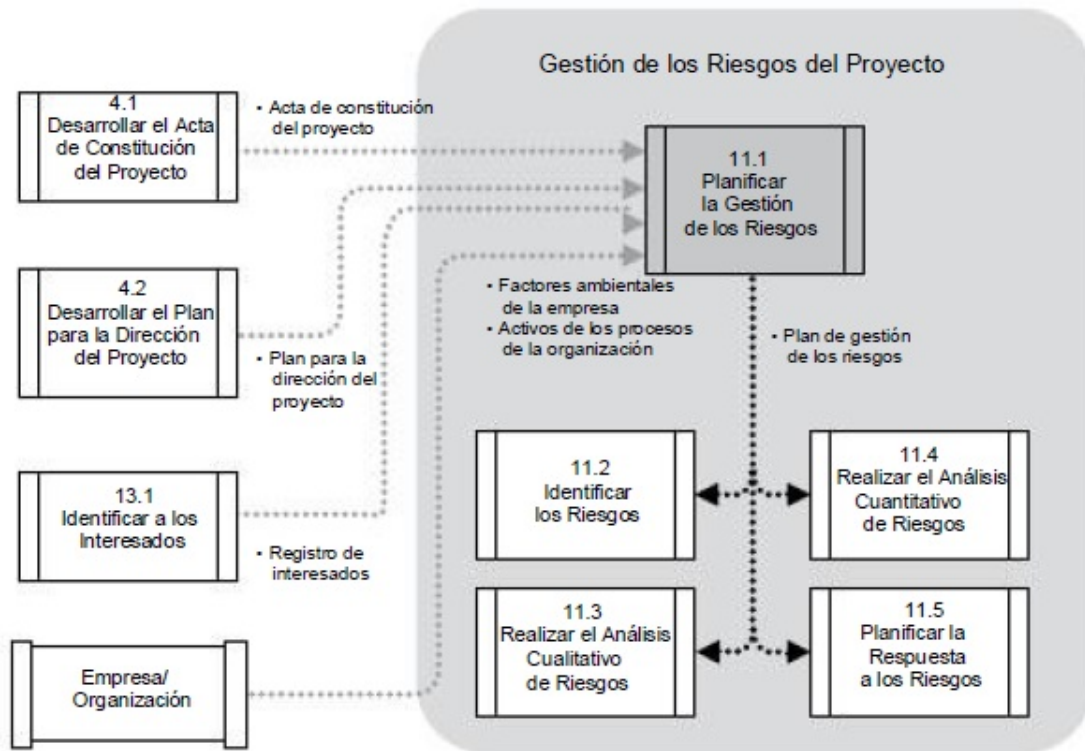 Gestión de los Riesgos del Proyecto
4.1
Desarrollar el Acta
de Constitución
del Proyecto
• Acta de constitución
del proyecto
11.1
Planificar
la Gestión
de los Riesgos
4.2
Desarrollar el Plan
para la Dirección
del Proyecto
• Plan para la
dirección del
proyecto
• Factores ambientales
de la empresa
• Activos de los procesos
de la organización
• Plan de gestión
de los riesgos
13.1
Identificar a los
Interesados
• Registro de
interesados
11.2
Identificar
los Riesgos
11.4
Realizar el Análisis
Cuantitativo
de Riesgos
11.3
Realizar el Análisis
Cualitativo
de Riesgos
11.5
Planificar la
Respuesta
a los Riesgos
Empresa/
Organización